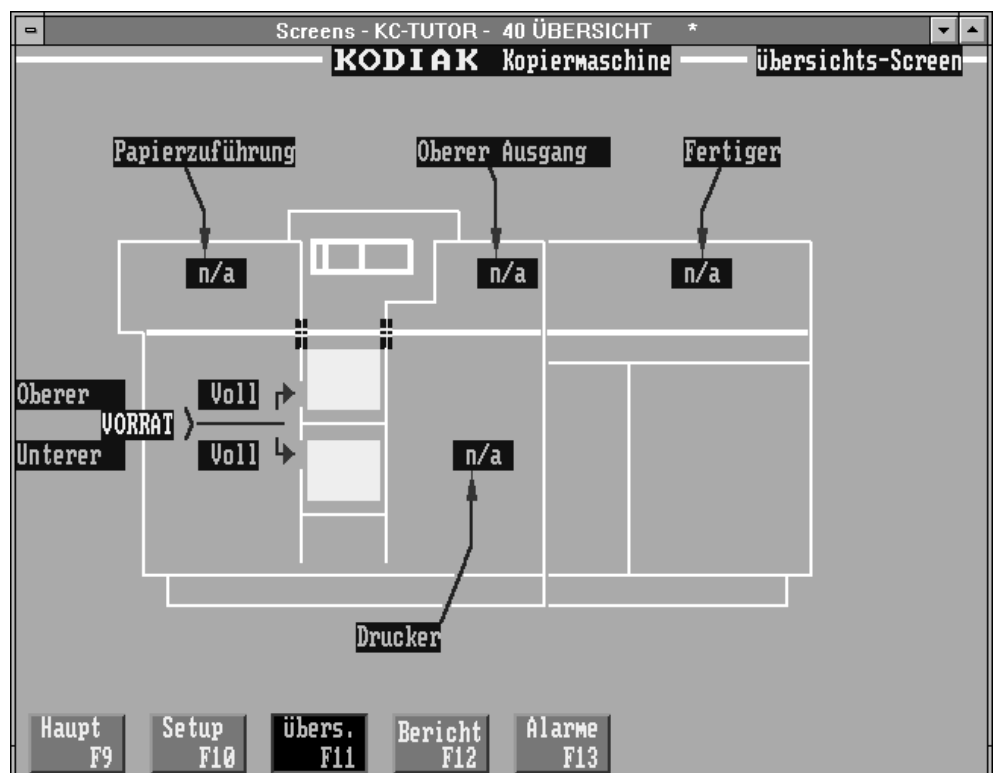 Screens - KC-TUTOR - 40 ÜBERSICHT *
KODIAK Kopiermaschine übersichts-Screen
Papierzuführung Oberer Ausgang Fertiger
n/a n/a n/a
Oberer Voll
VORRAT
Unterer Voll n/a
Drucker
Haupt Setup übers. Bericht Alarme
F9 F10 F11 F12 F13